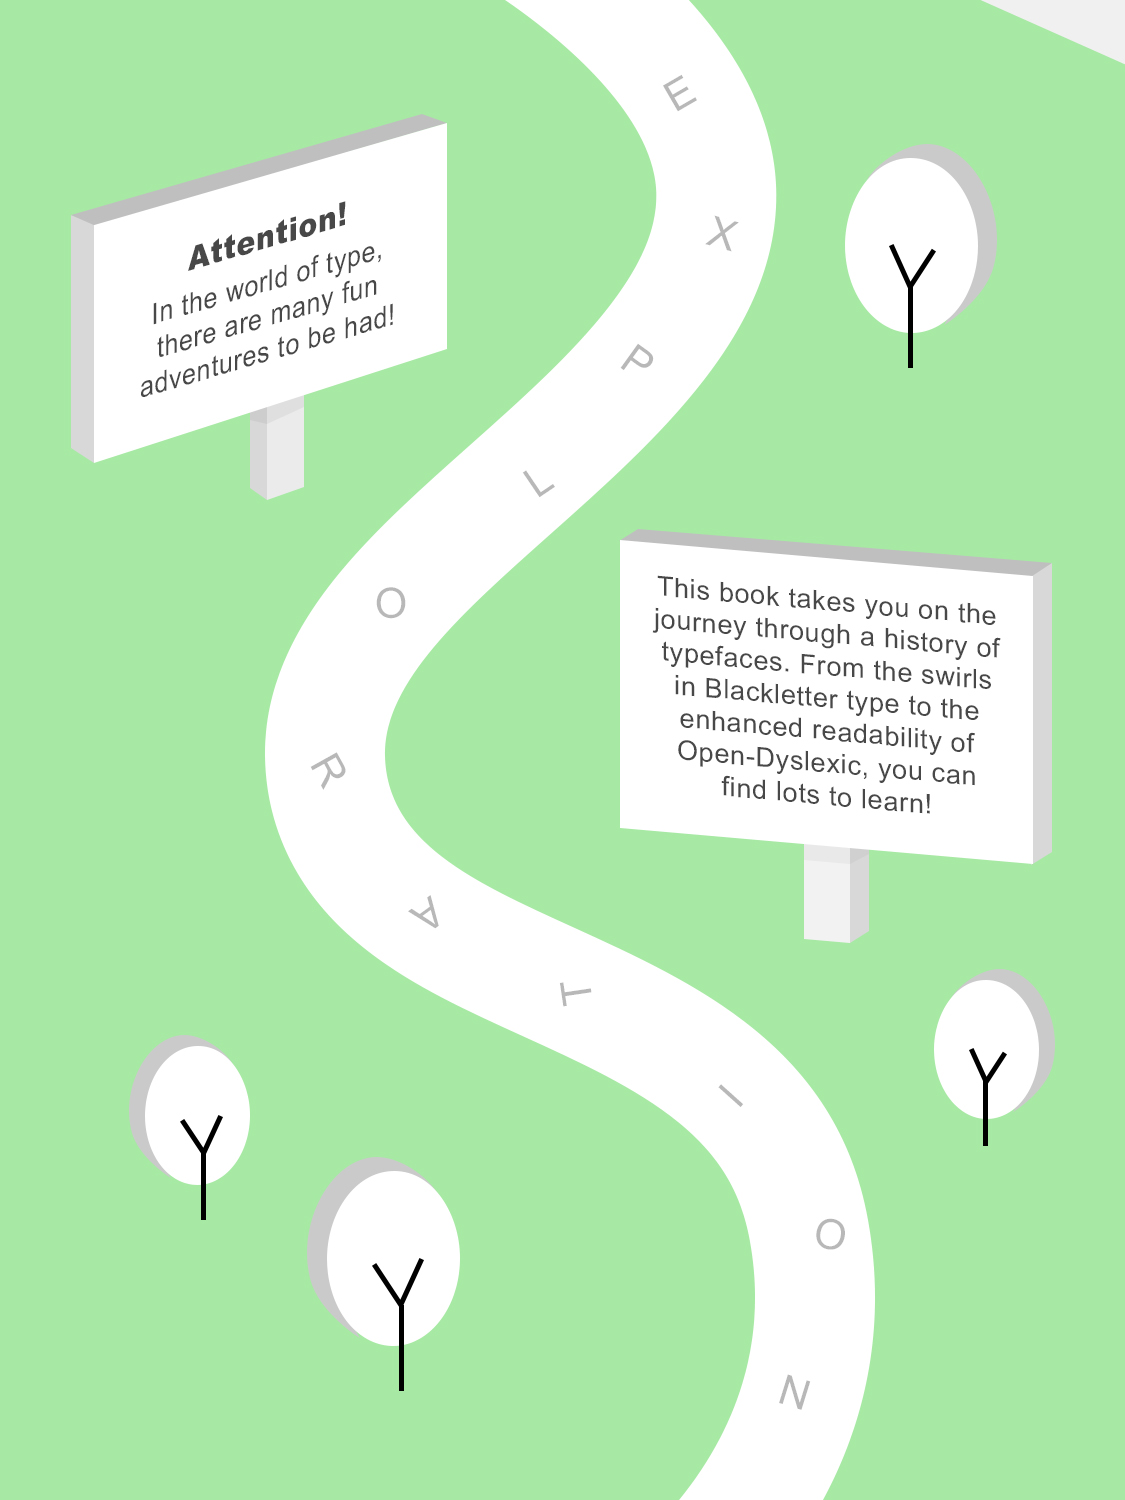 Attention!
In the world of type,
there are many fun
adventures to be had!
EXPLORATION
This book takes you on the
journey through a history of
typefaces. From the swirls
in Blackletter type to the
enhanced readability of
Open-Dyslexic, you can
find lots to learn!